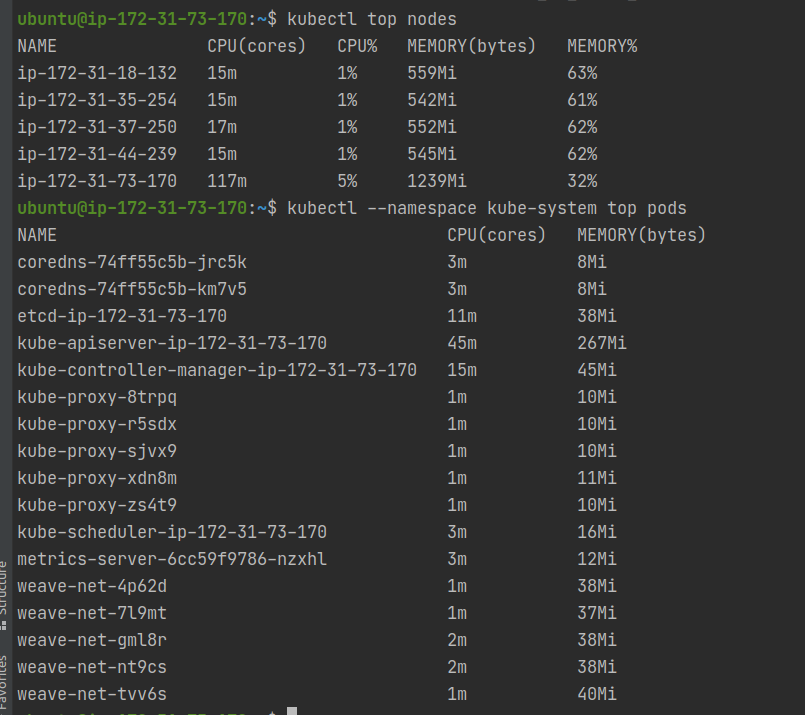 ubuntu@ip-172-31-73-170:~$ kubectl top nodes
NAME CPU(cores) CPU% MEMORY(bytes) MEMORY%
ip-172-31-18-132 15m 1% 559Mi 63%
ip-172-31-35-254 15m 1% 542Mi 61%
ip-172-31-37-250 17m 1% 552Mi 62%
ip-172-31-44-239 15m 1% 545Mi 62%
ip-172-31-73-170 117m 5% 1239Mi 32%
ubuntu@ip-172-31-73-170:~$ kubectl --namespace kube-system top pods
NAME CPU(cores) MEMORY(bytes)
coredns-74ff55c5b-jrc5k 3m 8Mi
coredns-74ff55c5b-km7v5 3m 8Mi
etcd-ip-172-31-73-170 11m 38Mi
kube-apiserver-ip-172-31-73-170 45m 267Mi
kube-controller-manager-ip-172-31-73-170 15m 45Mi
kube-proxy-8trpq 1m 10Mi
kube-proxy-r5sdx 1m 10Mi
kube-proxy-sjvx9 1m 10Mi
kube-proxy-xdn8m 1m 11Mi
kube-proxy-zs4t9 1m 10Mi
kube-scheduler-ip-172-31-73-170 3m 16Mi
metrics-server-6cc59f9786-nzxhl 3m 12Mi
weave-net-4p62d 1m 38Mi
weave-net-7l9mt 1m 37Mi
weave-net-gml8r 2m 38Mi
weave-net-nt9cs 2m 38Mi
weave-net-tvv6s 1m 40Mi
Structure
Favorites